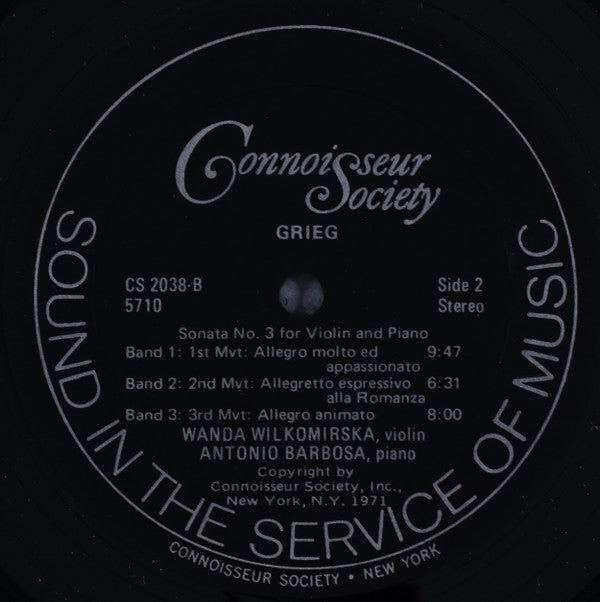 Connoisseur
Society
GRIEG
CS 2038-B
5710
Side 2
Stereo
Sonata No. 3 for Violin and Piano
Band 1: 1st Mvt: Allegro molto ed
appassionato 9:47
Band 2: 2nd Mvt: Allegretto espressivo 6:31
alla Romanza
Band 3: 3rd Mvt: Allegro animato 8:00
WANDA WILKOMIRSKA, violin
ANTONIO BARBOSA, piano
Copyright by
Connoisseur Society, Inc.,
New York, N.Y. 1971
SOUND IN THE SERVICE OF MUSIC
CONNOISSEUR SOCIETY • NEW YORK